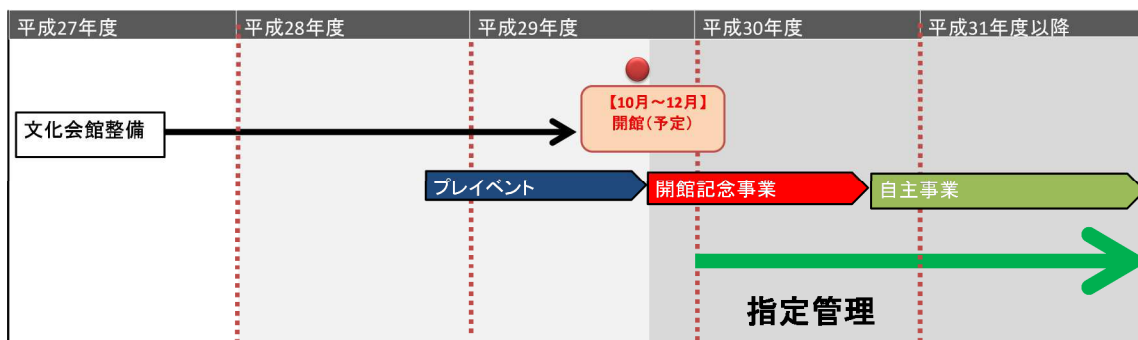 平成27年度
平成28年度
平成29年度
平成30年度
平成31年度以降
【10月～12月】
開館（予定）
文化会館整備
プレイベント
開館記念事業
自主事業
指定管理